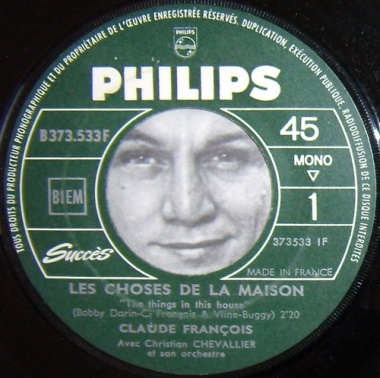 TOUS DROITS DU PRODUCTEUR PHONOGRAPHIQUE ET DU PROPRIÉTAIRE DE L'ŒUVRE ENREGISTRÉE RÉSERVÉS, DUPLICATION, EXÉCUTION PUBLIQUE, RADIODIFFUSION DE CE DISQUE INTERDITES
PHILIPS
PHILIPS
B 373.533 F
45
MONO
BIEM
1
Succès
373533 1F
MADE IN FRANCE
LES CHOSES DE LA MAISON
"The things in this house"
(Bobby Darin-Cl. François & Vline-Buggy) 2'20
CLAUDE FRANÇOIS
Avec Christian CHEVALLIER
et son orchestre